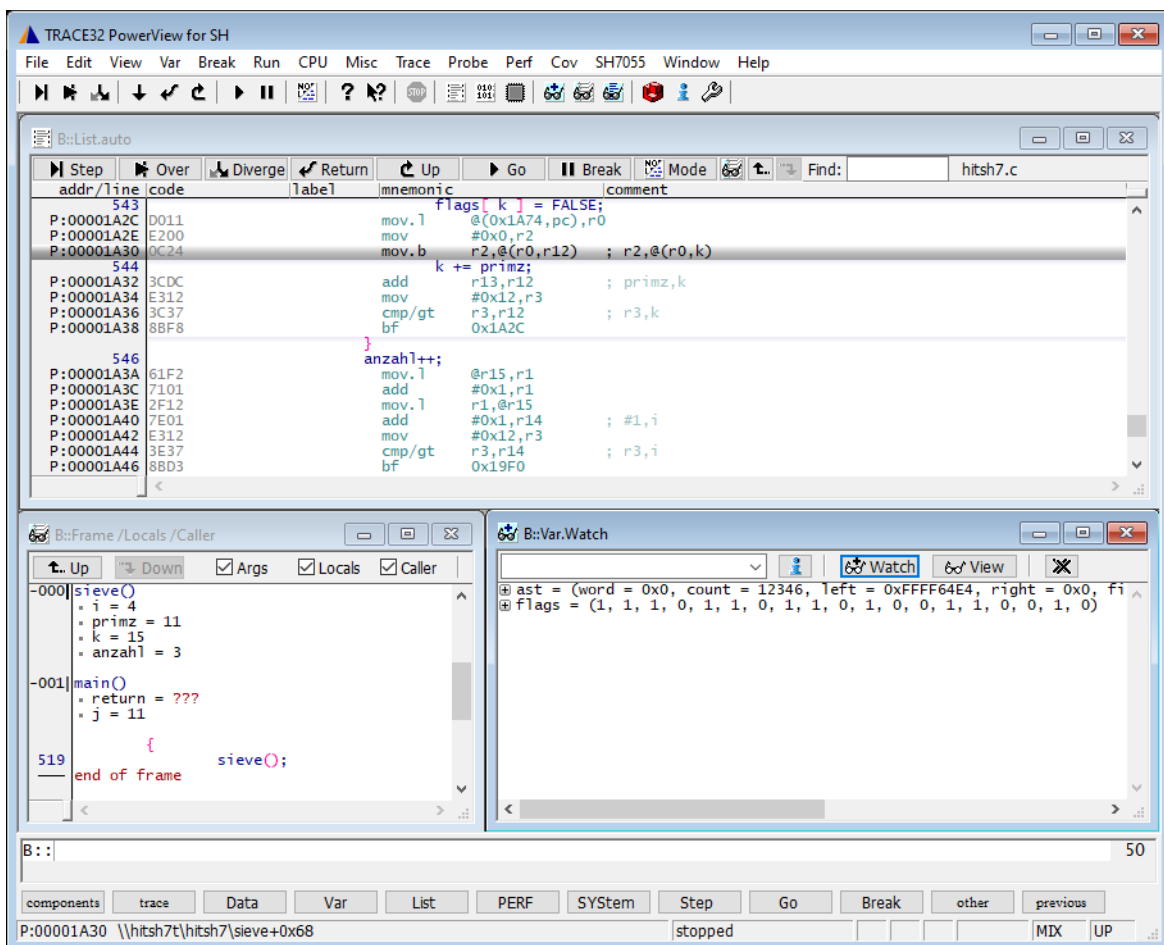 TRACE32 PowerView for SH
File Edit View Var Break Run CPU Misc Trace Probe Perf Cov SH7055 Window Help
B::List.auto
Step Over Diverge Return Up Go Break Mode Find: hitsh7.c
addr/line code label mnemonic comment
543 flags[ k ] = FALSE;
P:00001A2C D011 mov.l @(0x1A74,pc),r0
P:00001A2E E200 mov #0x0,r2
P:00001A30 0C24 mov.b r2,@(r0,r12) ; r2,@(r0,k)
544 k += primz;
P:00001A32 3CDC add r13,r12 ; primz,k
P:00001A34 E312 mov #0x12,r3
P:00001A36 3C37 cmp/gt r3,r12 ; r3,k
P:00001A38 8BF8 bf 0x1A2C
}
546 anzahl++;
P:00001A3A 61F2 mov.l @r15,r1
P:00001A3C 7101 add #0x1,r1
P:00001A3E 2F12 mov.l r1,@r15
P:00001A40 7E01 add #0x1,r14 ; #1,i
P:00001A42 E312 mov #0x12,r3
P:00001A44 3E37 cmp/gt r3,r14 ; r3,i
P:00001A46 8BD3 bf 0x19F0
B::Frame /Locals /Caller
Up Down Args Locals Caller
-000 sieve()
i = 4
primz = 11
k = 15
anzahl = 3
-001 main()
return = ???
j = 11
{
519 sieve();
end of frame
B::Var.Watch
Watch View
ast = (word = 0x0, count = 12346, left = 0xFFFF64E4, right = 0x0, fi
flags = (1, 1, 1, 0, 1, 1, 0, 1, 1, 0, 1, 0, 0, 1, 1, 0, 0, 1, 0)
B:: 50
components trace Data Var List PERF SYStem Step Go Break other previous
P:00001A30 \\hitsh7t\hitsh7\sieve+0x68 stopped MIX UP